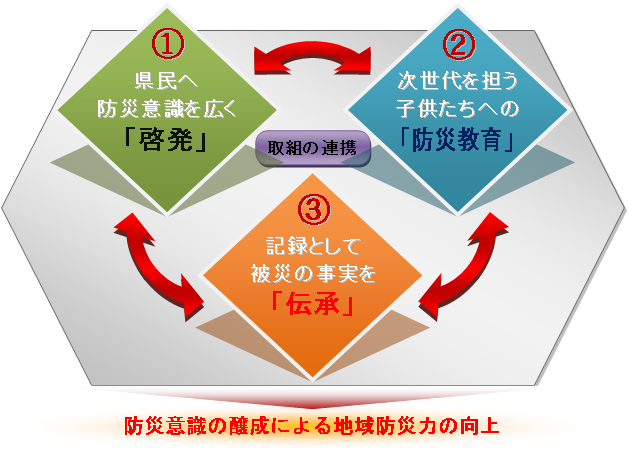 ①
県民へ
防災意識を広く
「啓発」
②
次世代を担う
子供たちへの
「防災教育」
取組の連携
③
記録として
被災の事実を
「伝承」
防災意識の醸成による地域防災力の向上